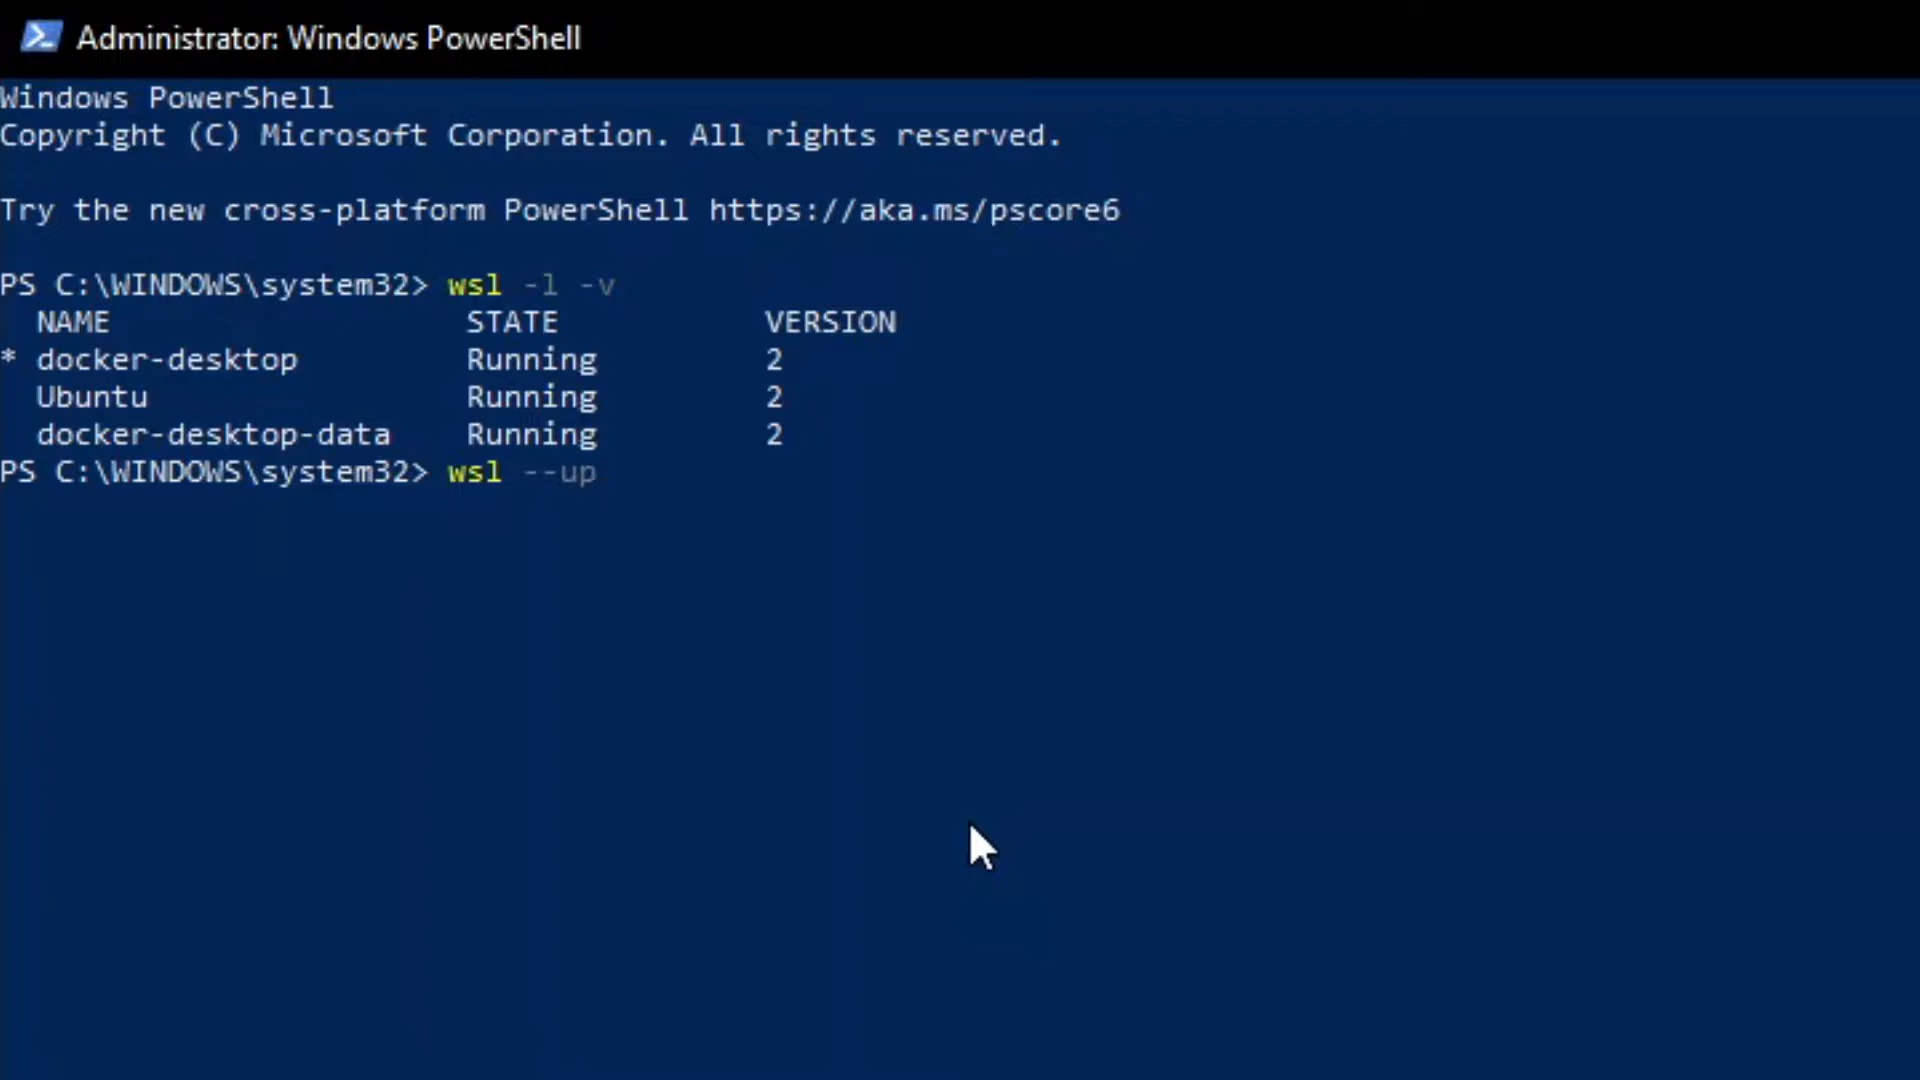 Administrator: Windows PowerShell
Windows PowerShell
Copyright (C) Microsoft Corporation. All rights reserved.
Try the new cross-platform PowerShell https://aka.ms/pscore6
PS C:\WINDOWS\system32> wsl -l -v
NAME STATE VERSION
* docker-desktop Running 2
Ubuntu Running 2
docker-desktop-data Running 2
PS C:\WINDOWS\system32> wsl --up